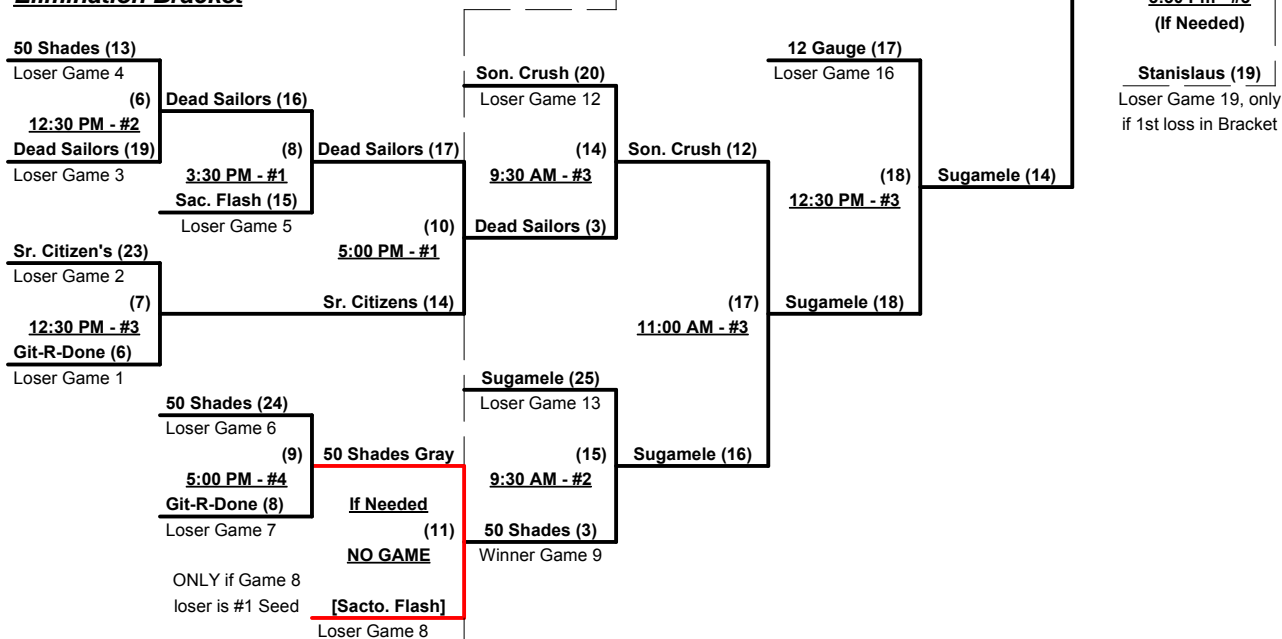 Elimination Bracket
(If Needed)
50 Shades (13)
Loser Game 4
(6)
12:30 PM - #2
Dead Sailors (19)
Loser Game 3
Dead Sailors (16)
(8)
3:30 PM - #1
Sac. Flash (15)
Loser Game 5
Sr. Citizen's (23)
Loser Game 2
(7)
12:30 PM - #3
Git-R-Done (6)
Loser Game 1
Dead Sailors (17)
(10)
5:00 PM - #1
Sr. Citizens (14)
50 Shades (24)
Loser Game 6
(9)
5:00 PM - #4
Git-R-Done (8)
Loser Game 7
50 Shades Gray
If Needed
(11)
NO GAME
ONLY if Game 8
loser is #1 Seed
[Sacto. Flash]
Loser Game 8
Son. Crush (20)
Loser Game 12
(14)
9:30 AM - #3
Dead Sailors (3)
Sugamele (25)
Loser Game 13
(15)
9:30 AM - #2
50 Shades (3)
Winner Game 9
Son. Crush (12)
(17)
11:00 AM - #3
Sugamele (16)
12 Gauge (17)
Loser Game 16
(18)
12:30 PM - #3
Sugamele (18)
Sugamele (14)
Stanislaus (19)
Loser Game 19, only
if 1st loss in Bracket